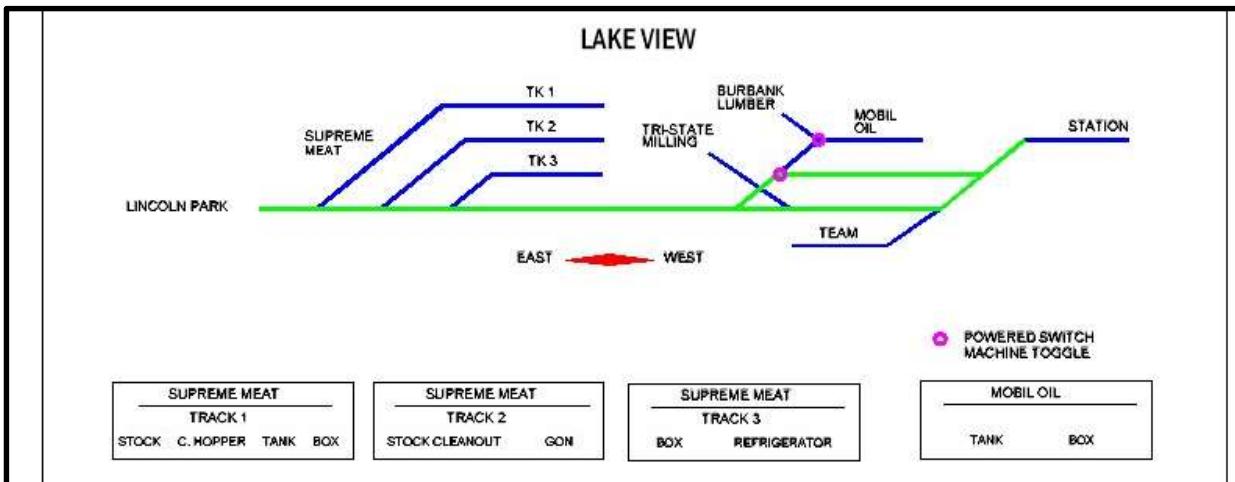 LAKE VIEW
TK 1
BURBANK
LUMBER
MOBIL
OIL
SUPREME
MEAT
TK 2
TRI-STATE
MILLING
STATION
TK 3
LINCOLN PARK
TEAM
EAST
WEST
POWERED SWITCH
MACHINE TOGGLE
SUPREME MEAT
TRACK 1
STOCK C. HOPPER TANK BOX
SUPREME MEAT
TRACK 2
STOCK CLEANOUT GON
SUPREME MEAT
TRACK 3
BOX REFRIGERATOR
MOBIL OIL
TANK BOX